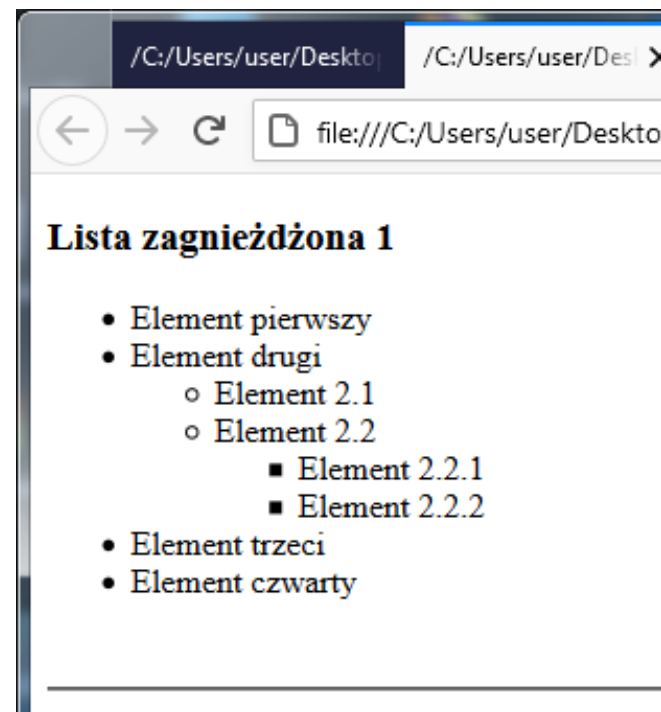 /C:/Users/user/Desktop /C:/Users/user/Des
file:///C:/Users/user/Deskto
Lista zagnieżdżona 1
Element pierwszy
Element drugi
Element 2.1
Element 2.2
Element 2.2.1
Element 2.2.2
Element trzeci
Element czwarty